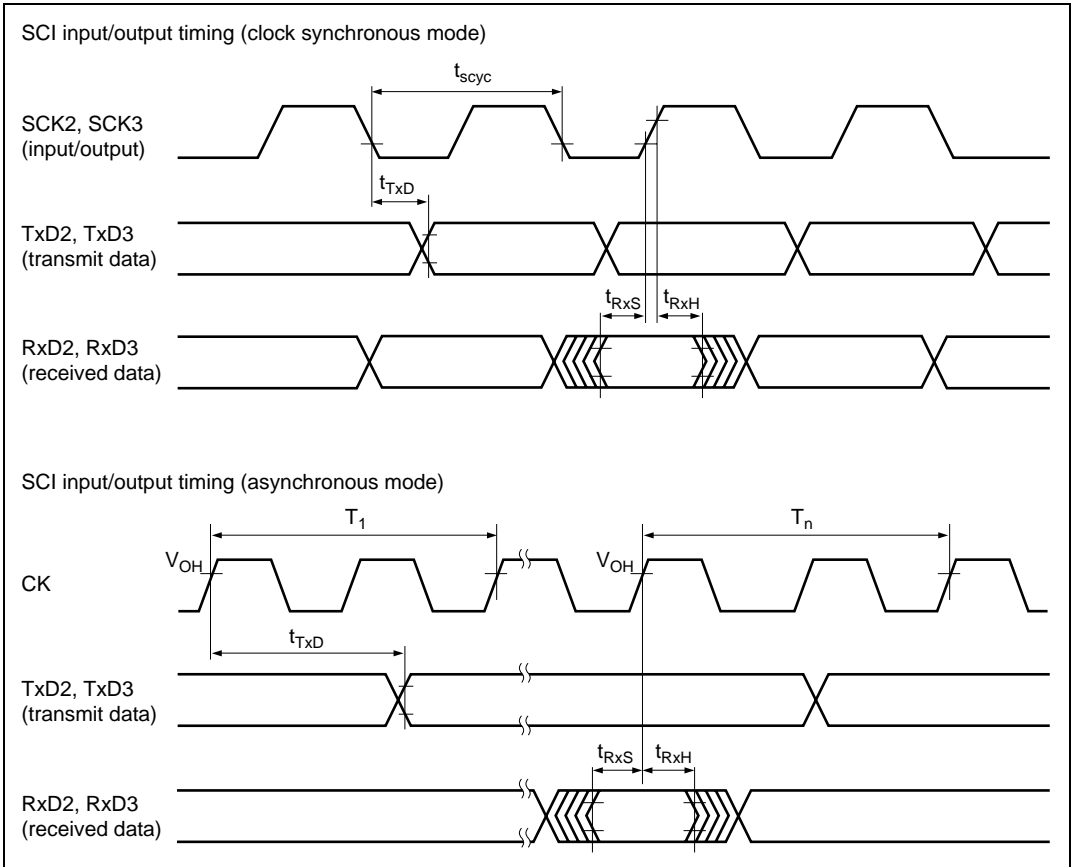 SCI input/output timing (clock synchronous mode)
tscyc
SCK2, SCK3
(input/output)
tTxD
TxD2, TxD3
(transmit data)
tRxS tRxH
RxD2, RxD3
(received data)
SCI input/output timing (asynchronous mode)
T1 Tn
VOH VOH
CK
tTxD
TxD2, TxD3
(transmit data)
tRxS tRxH
RxD2, RxD3
(received data)